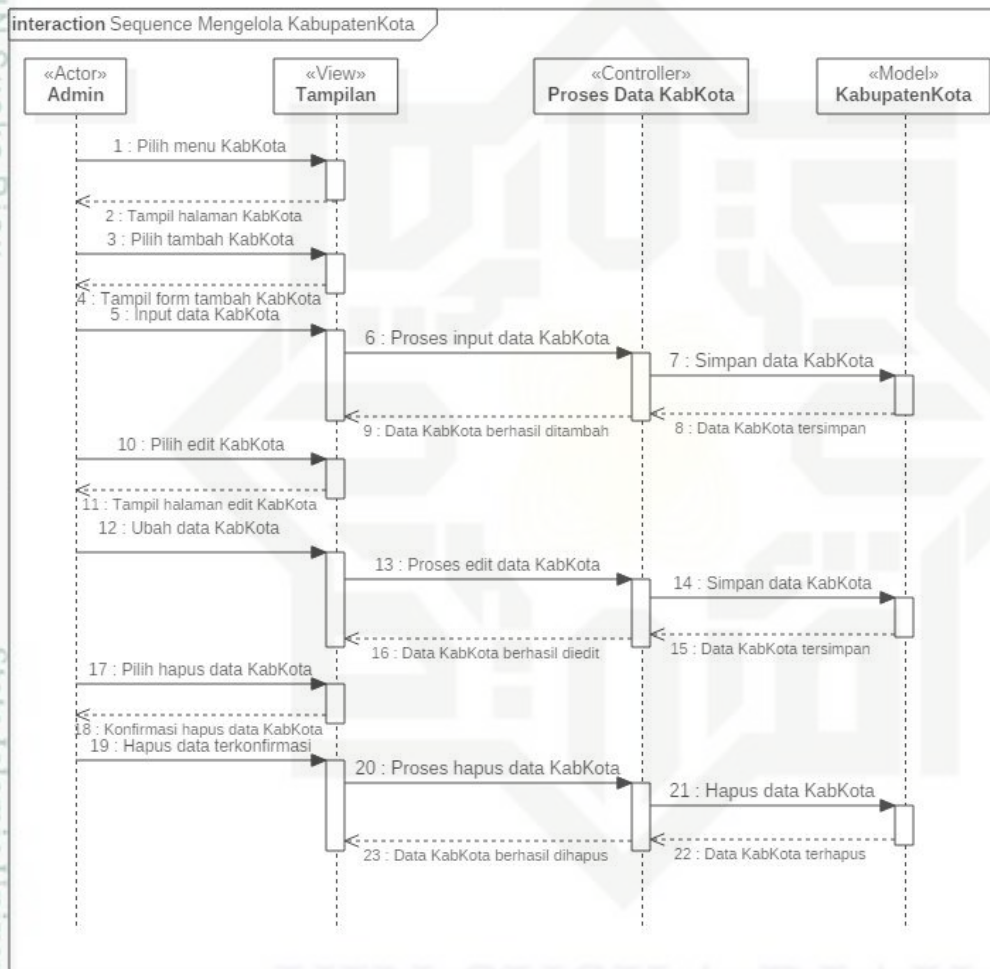 interaction Sequence Mengelola KabupatenKota
«Actor»
Admin
«View»
Tampilan
«Controller»
Proses Data KabKota
«Model»
KabupatenKota
1 : Pilih menu KabKota
2 : Tampil halaman KabKota
3 : Pilih tambah KabKota
4 : Tampil form tambah KabKota
5 : Input data KabKota
6 : Proses input data KabKota
7 : Simpan data KabKota
8 : Data KabKota tersimpan
9 : Data KabKota berhasil ditambah
10 : Pilih edit KabKota
11 : Tampil halaman edit KabKota
12 : Ubah data KabKota
13 : Proses edit data KabKota
14 : Simpan data KabKota
15 : Data KabKota tersimpan
16 : Data KabKota berhasil diedit
17 : Pilih hapus data KabKota
18 : Konfirmasi hapus data KabKota
19 : Hapus data terkonfirmasi
20 : Proses hapus data KabKota
21 : Hapus data KabKota
22 : Data KabKota terhapus
23 : Data KabKota berhasil dihapus